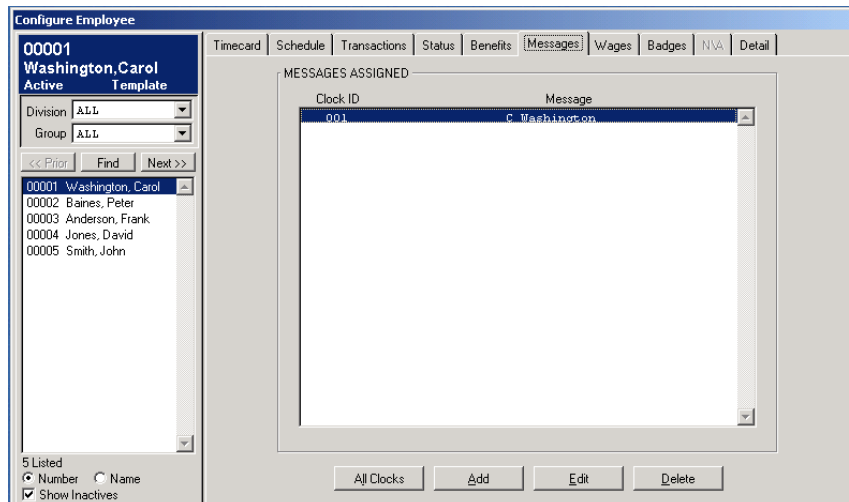 Configure Employee
00001
Washington,Carol
Active Template
Division ALL
Group ALL
<< Prior Find Next >>
00001 Washington, Carol
00002 Baines, Peter
00003 Anderson, Frank
00004 Jones, David
00005 Smith, John
5 Listed
Number Name
Show Inactives
Timecard Schedule Transactions Status Benefits Messages Wages Badges N\A Detail
MESSAGES ASSIGNED
Clock ID Message
001 C Washington
All Clocks Add Edit Delete